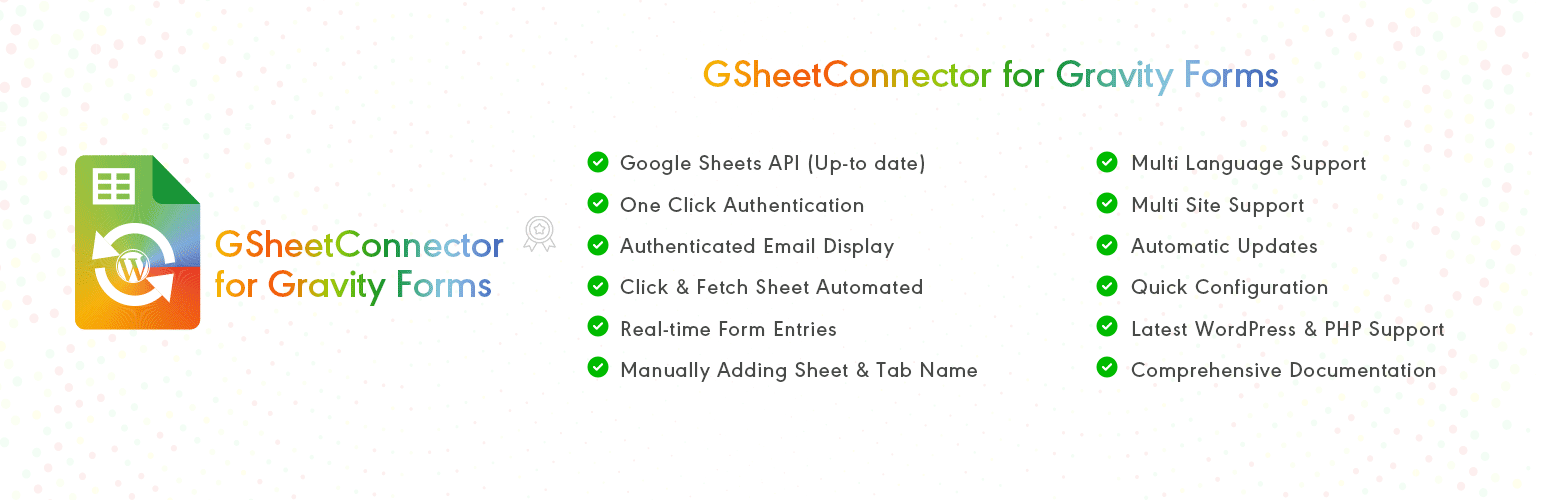 GSheetConnector for Gravity Forms
GSheetConnector
for Gravity Forms
Google Sheets API (Up-to date)
One Click Authentication
Authenticated Email Display
Click & Fetch Sheet Automated
Real-time Form Entries
Manually Adding Sheet & Tab Name
Multi Language Support
Multi Site Support
Automatic Updates
Quick Configuration
Latest WordPress & PHP Support
Comprehensive Documentation